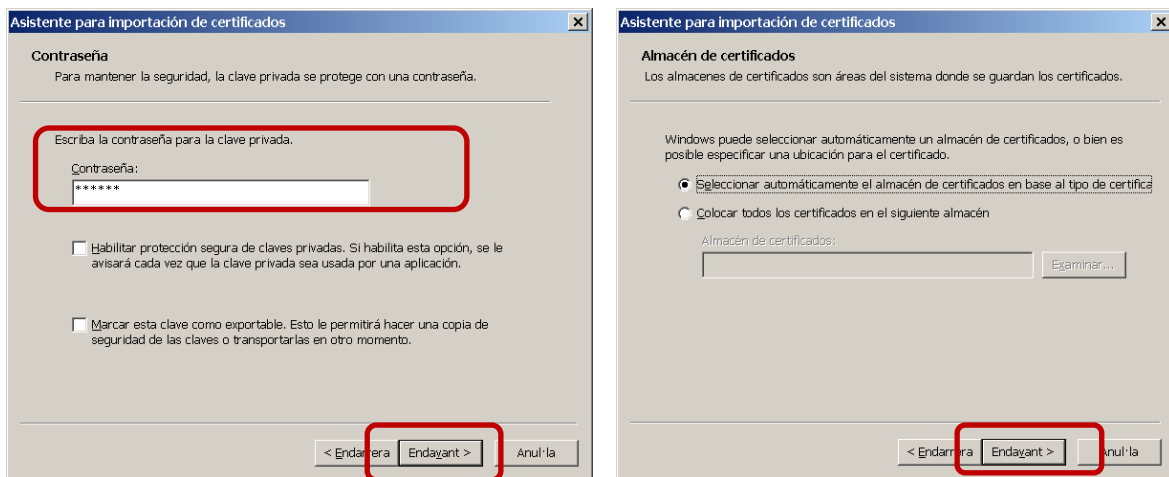 Asistente para importación de certificados
Contraseña
Para mantener la seguridad, la clave privada se protege con una contraseña.
Escriba la contraseña para la clave privada.
Contraseña:
******
Habilitar protección segura de claves privadas. Si habilita esta opción, se le
avisará cada vez que la clave privada sea usada por una aplicación.
Marcar esta clave como exportable. Esto le permitirá hacer una copia de
seguridad de las claves o transportarlas en otro momento.
< Endarrera
Endavant >
Anul·la
Asistente para importación de certificados
Almacén de certificados
Los almacenes de certificados son áreas del sistema donde se guardan los certificados.
Windows puede seleccionar automáticamente un almacén de certificados, o bien es
posible especificar una ubicación para el certificado.
Seleccionar automáticamente el almacén de certificados en base al tipo de certifica
Colocar todos los certificados en el siguiente almacén
Almacén de certificados:
Examinar...
< Endarrera
Endavant >
Anul·la